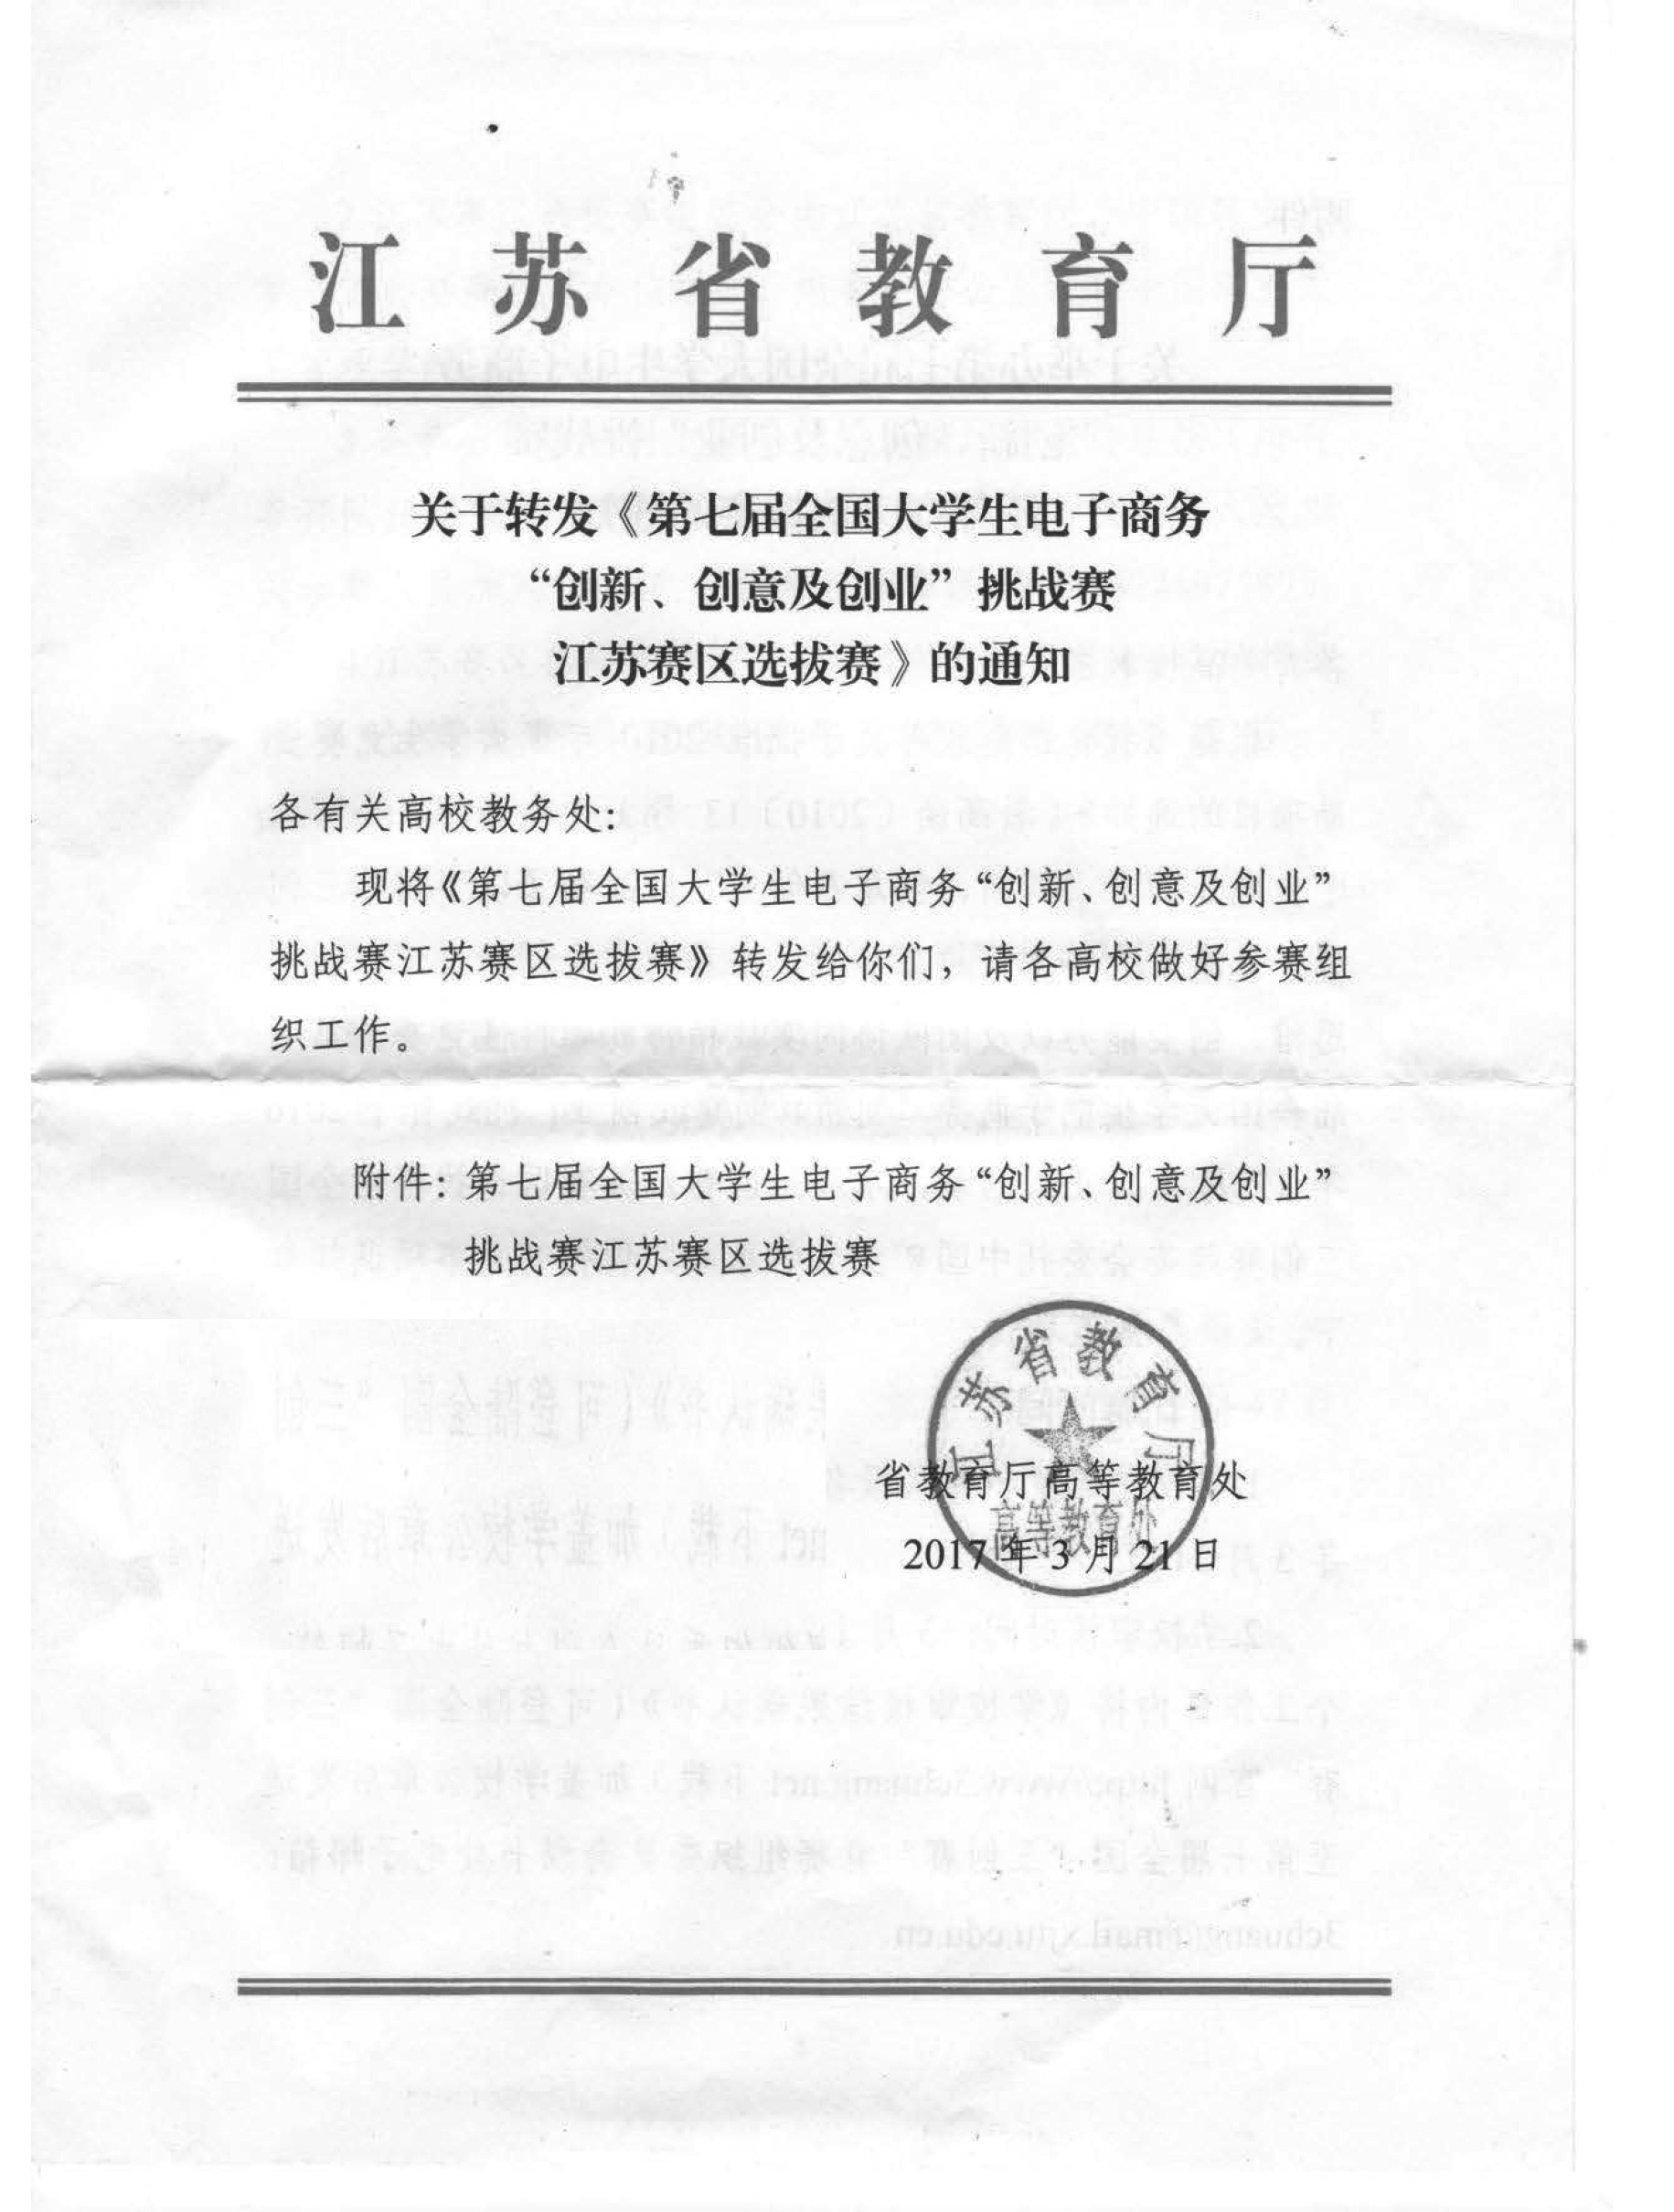 江苏省教育厅
关于转发《第七届全国大学生电子商务
“创新、创意及创业”挑战赛
江苏赛区选拔赛》的通知
各有关高校教务处:
现将《第七届全国大学生电子商务“创新、创意及创业”
挑战赛江苏赛区选拔赛》转发给你们，请各高校做好参赛组
织工作。
附件: 第七届全国大学生电子商务“创新、创意及创业”
挑战赛江苏赛区选拔赛
江苏省教育厅
省教育厅高等教育处
高等教育处
2017年3月21日